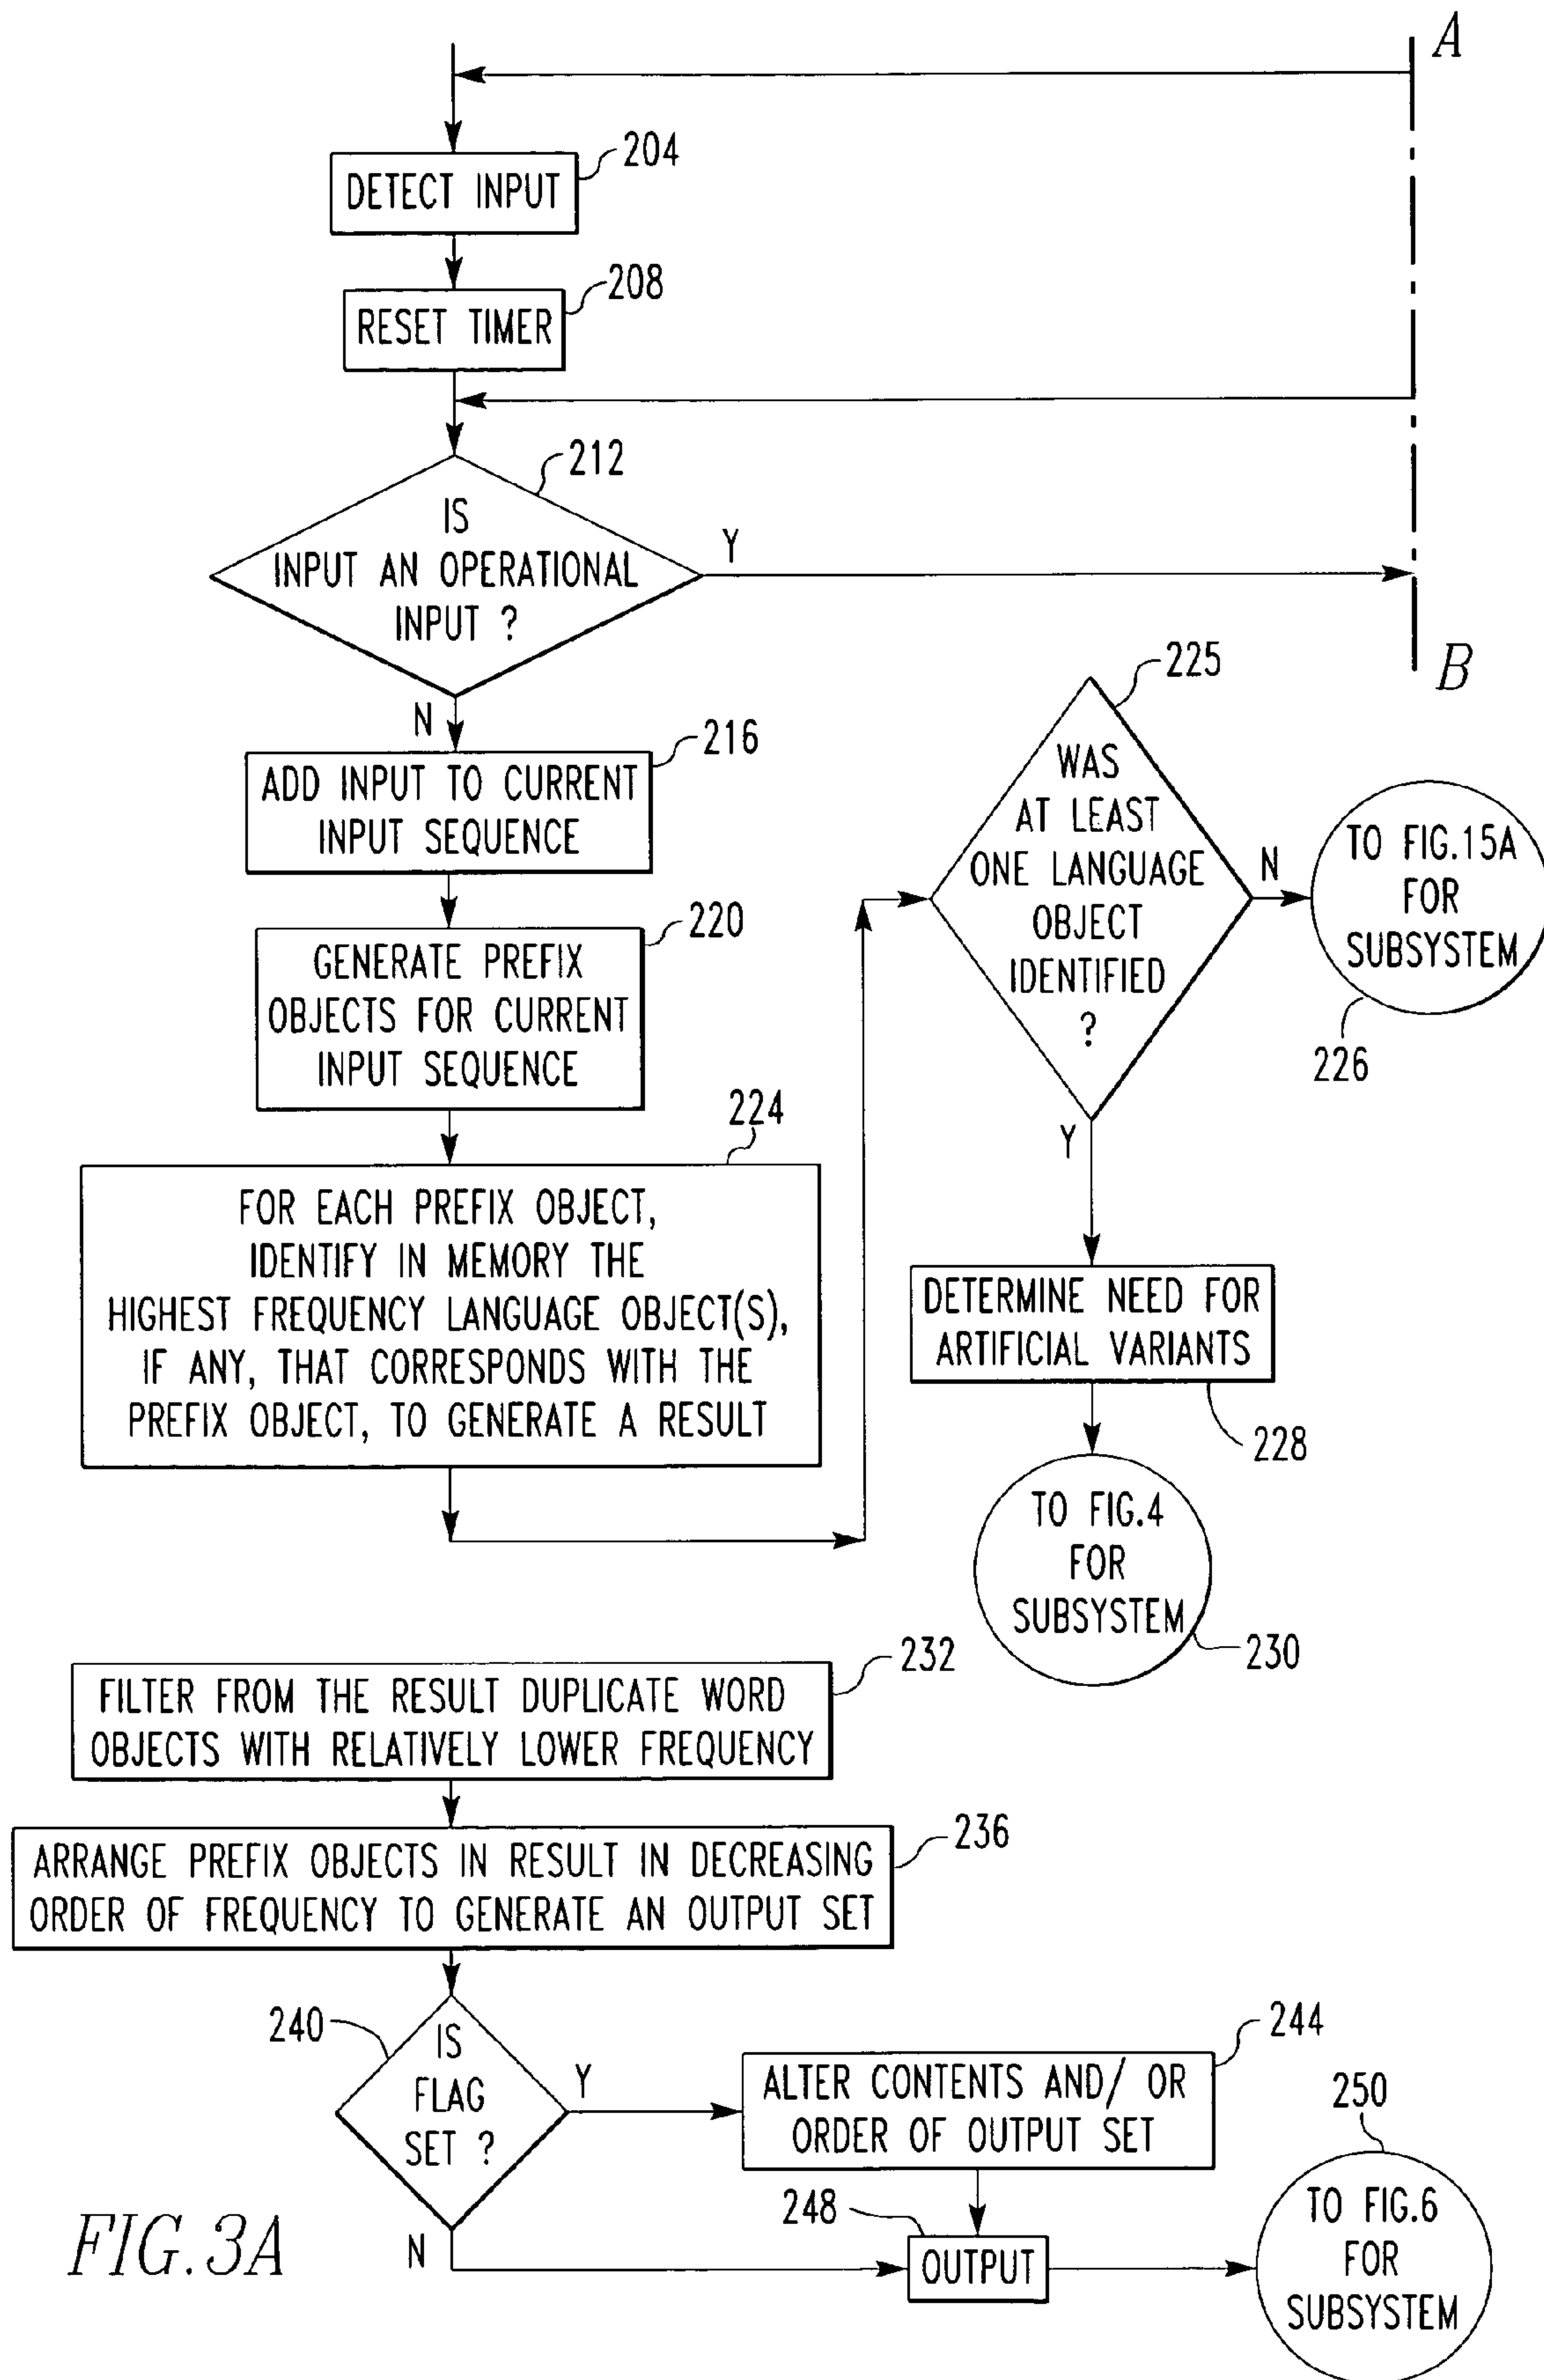 A
204
DETECT INPUT
208
RESET TIMER
212
IS
INPUT AN OPERATIONAL
INPUT ?
Y
B
N
216
ADD INPUT TO CURRENT
INPUT SEQUENCE
220
GENERATE PREFIX
OBJECTS FOR CURRENT
INPUT SEQUENCE
224
FOR EACH PREFIX OBJECT,
IDENTIFY IN MEMORY THE
HIGHEST FREQUENCY LANGUAGE OBJECT(S),
IF ANY, THAT CORRESPONDS WITH THE
PREFIX OBJECT, TO GENERATE A RESULT
225
WAS
AT LEAST
ONE LANGUAGE
OBJECT
IDENTIFIED
?
N
TO FIG.15A
FOR
SUBSYSTEM
226
Y
DETERMINE NEED FOR
ARTIFICIAL VARIANTS
228
TO FIG.4
FOR
SUBSYSTEM
230
232
FILTER FROM THE RESULT DUPLICATE WORD
OBJECTS WITH RELATIVELY LOWER FREQUENCY
236
ARRANGE PREFIX OBJECTS IN RESULT IN DECREASING
ORDER OF FREQUENCY TO GENERATE AN OUTPUT SET
240
IS
FLAG
SET ?
Y
244
ALTER CONTENTS AND/ OR
ORDER OF OUTPUT SET
N
248
OUTPUT
250
TO FIG.6
FOR
SUBSYSTEM
FIG.3A